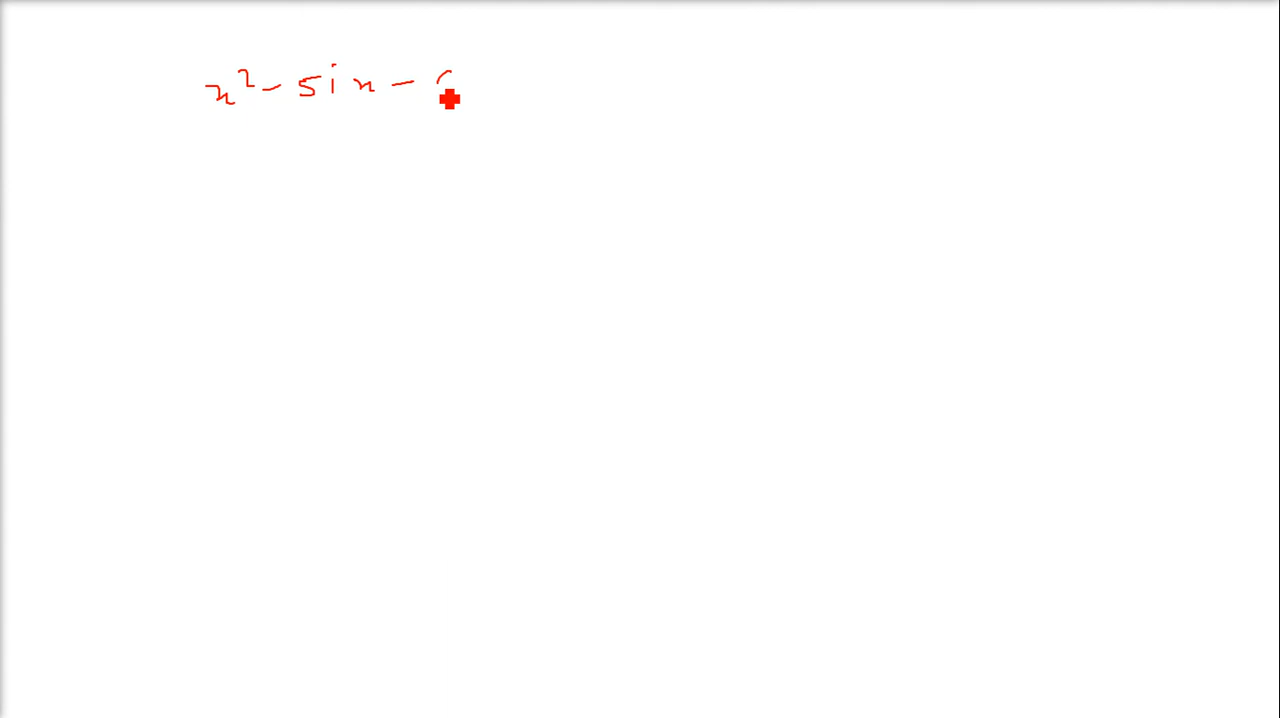 x² - 5ix -